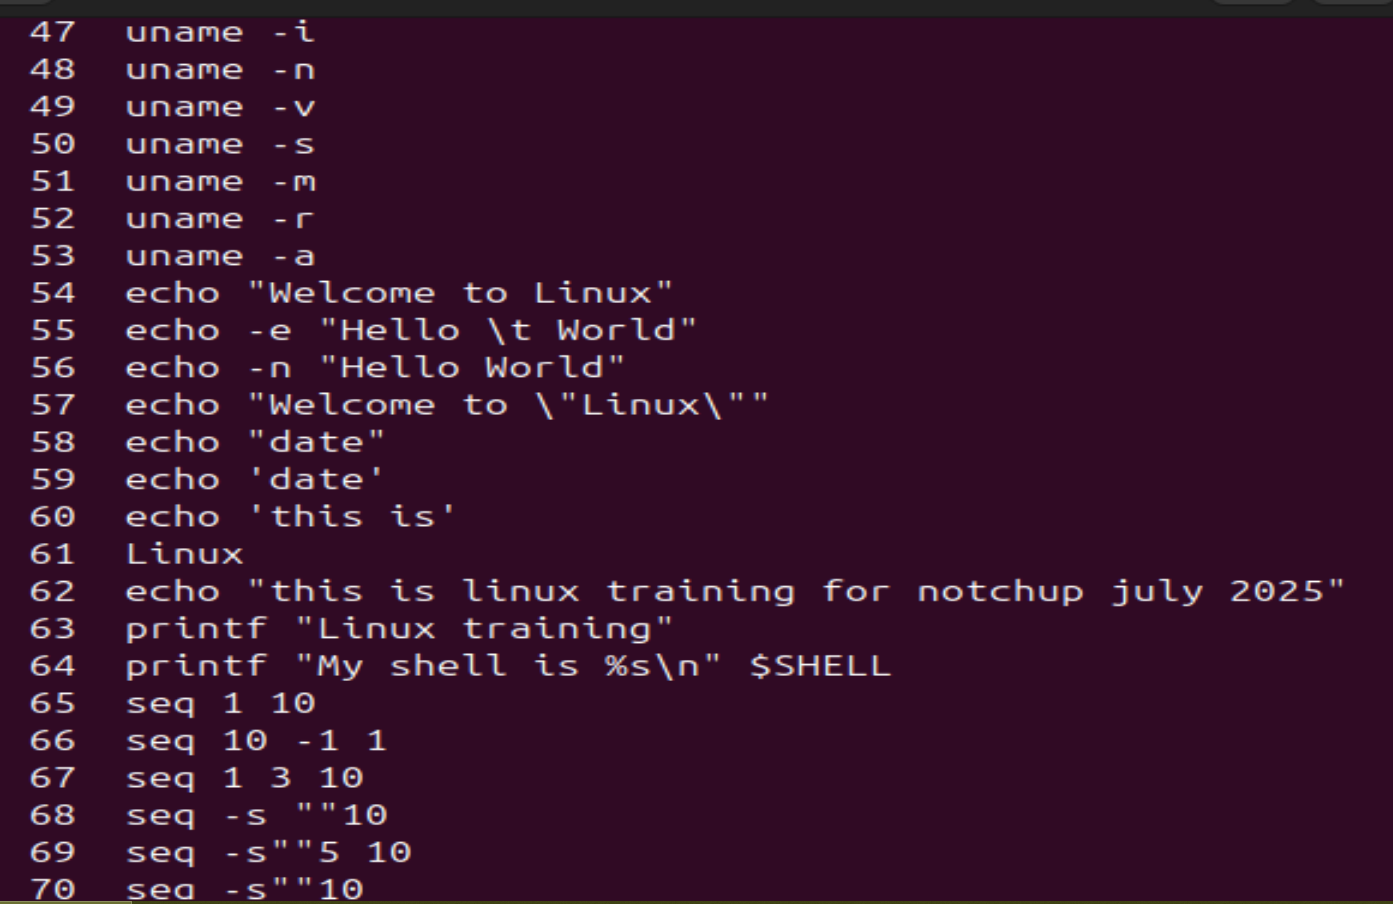 47 uname -i
48 uname -n
49 uname -v
50 uname -s
51 uname -m
52 uname -r
53 uname -a
54 echo "Welcome to Linux"
55 echo -e "Hello \t World"
56 echo -n "Hello World"
57 echo "Welcome to \"Linux\""
58 echo "date"
59 echo 'date'
60 echo 'this is'
61 Linux
62 echo "this is linux training for notchup july 2025"
63 printf "Linux training"
64 printf "My shell is %s\n" $SHELL
65 seq 1 10
66 seq 10 -1 1
67 seq 1 3 10
68 seq -s ""10
69 seq -s""5 10
70 seq -s""10